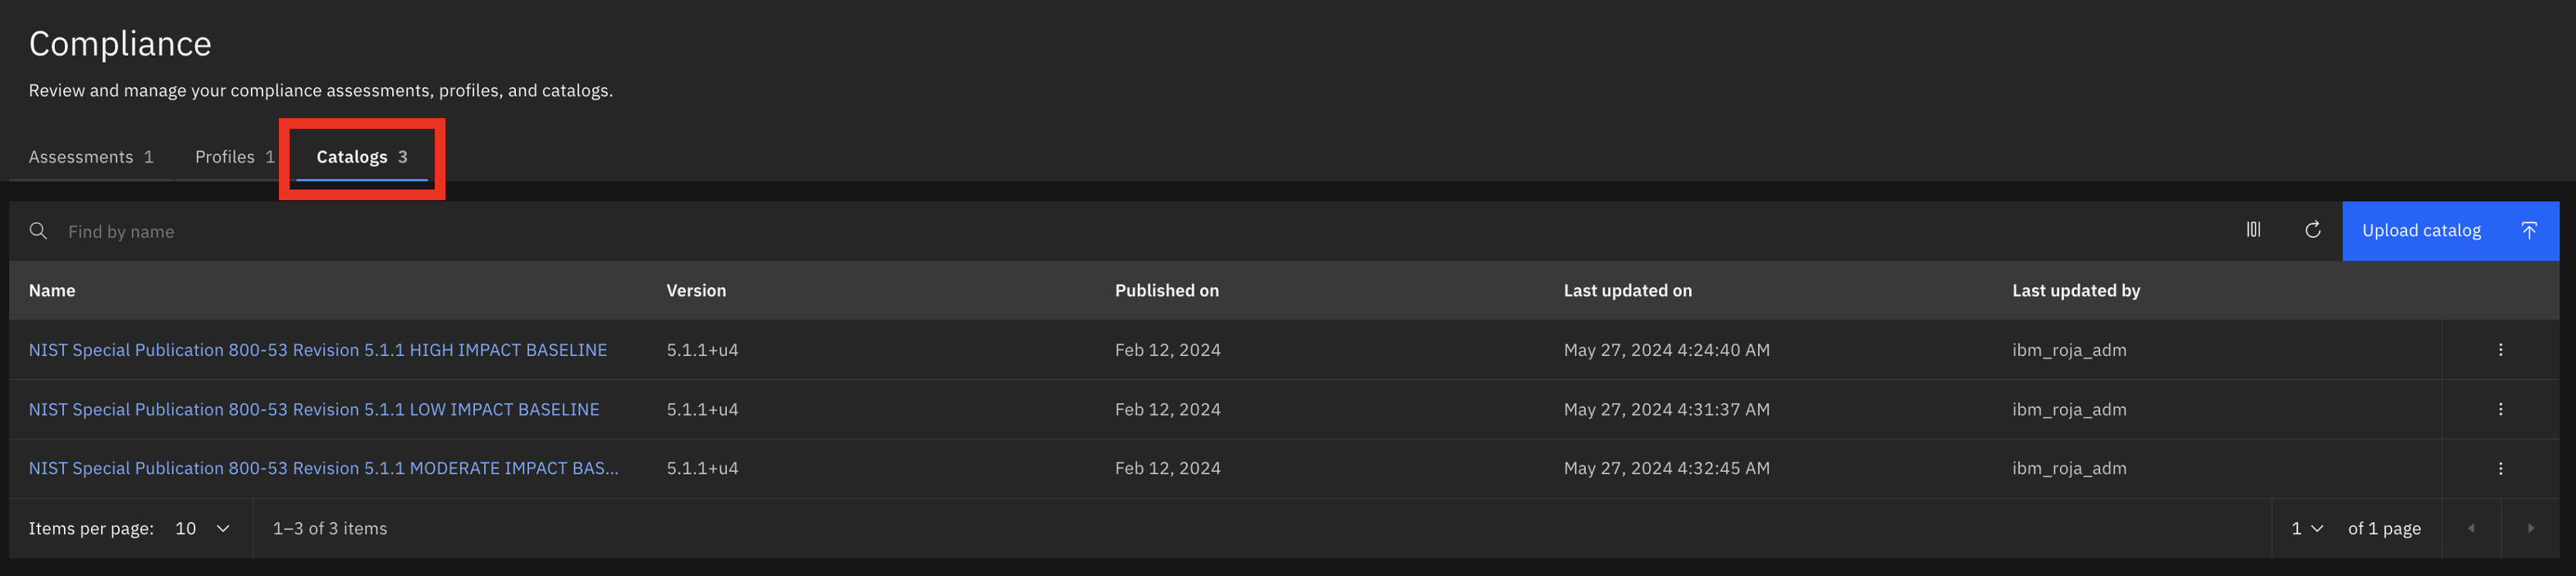 Compliance
Review and manage your compliance assessments, profiles, and catalogs.
Assessments 1 Profiles 1 Catalogs 3
Find by name Upload catalog
Name Version Published on Last updated on Last updated by
NIST Special Publication 800-53 Revision 5.1.1 HIGH IMPACT BASELINE 5.1.1+u4 Feb 12, 2024 May 27, 2024 4:24:40 AM ibm_roja_adm
NIST Special Publication 800-53 Revision 5.1.1 LOW IMPACT BASELINE 5.1.1+u4 Feb 12, 2024 May 27, 2024 4:31:37 AM ibm_roja_adm
NIST Special Publication 800-53 Revision 5.1.1 MODERATE IMPACT BAS... 5.1.1+u4 Feb 12, 2024 May 27, 2024 4:32:45 AM ibm_roja_adm
Items per page: 10 1–3 of 3 items 1 of 1 page